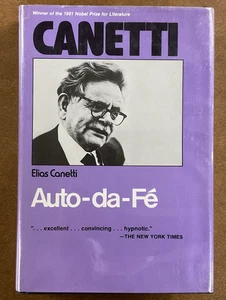 Winner of the 1981 Nobel Prize for Literature
CANETTI
Elias Canetti
Auto-da-Fé
“. . . excellent . . . convincing . . . hypnotic.”
—THE NEW YORK TIMES